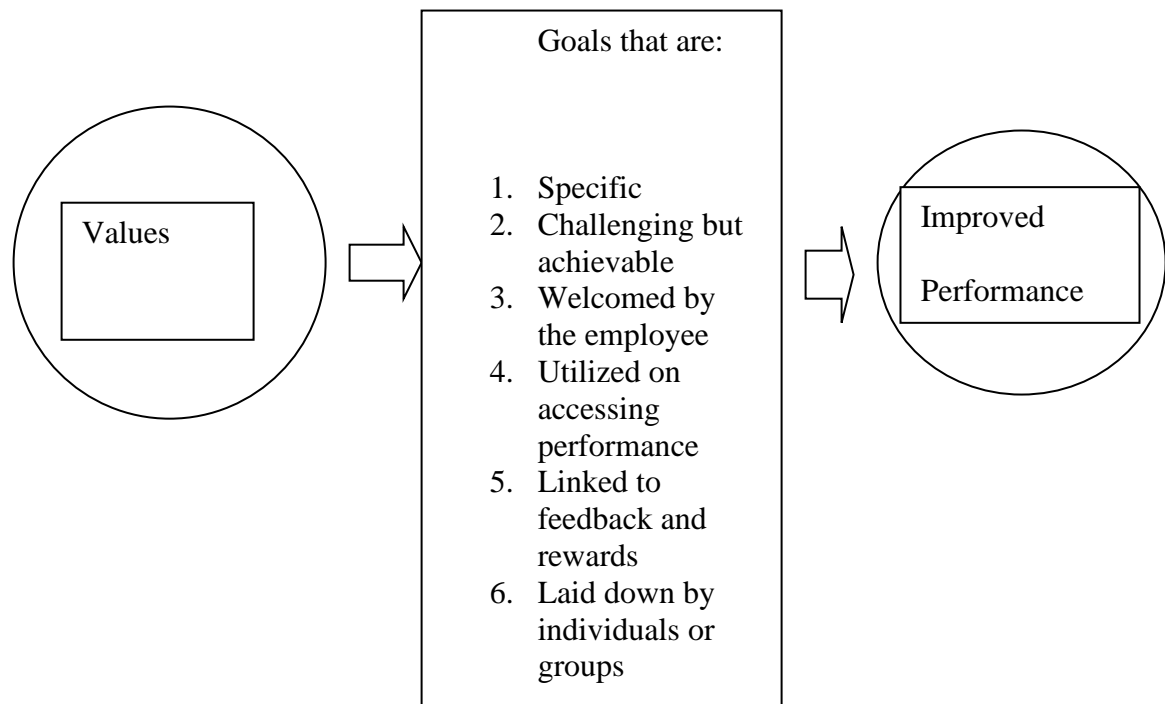 Values
Goals that are:
1. Specific
2. Challenging but
achievable
3. Welcomed by
the employee
4. Utilized on
accessing
performance
5. Linked to
feedback and
rewards
6. Laid down by
individuals or
groups
Improved
Performance